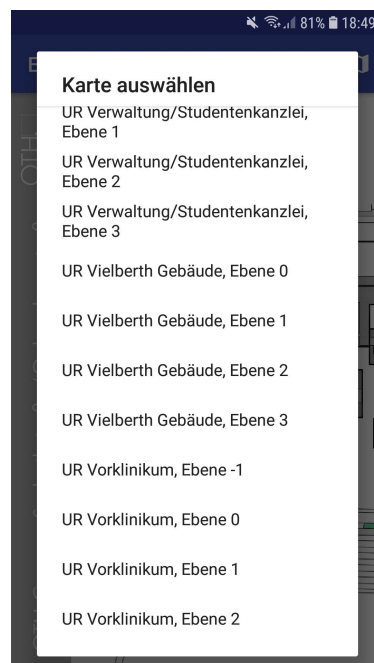 81% 18:49
Karte auswählen
UR Verwaltung/Studentenkanzlei,
Ebene 1
UR Verwaltung/Studentenkanzlei,
Ebene 2
UR Verwaltung/Studentenkanzlei,
Ebene 3
UR Vielberth Gebäude, Ebene 0
UR Vielberth Gebäude, Ebene 1
UR Vielberth Gebäude, Ebene 2
UR Vielberth Gebäude, Ebene 3
UR Vorklinikum, Ebene -1
UR Vorklinikum, Ebene 0
UR Vorklinikum, Ebene 1
UR Vorklinikum, Ebene 2
OTH